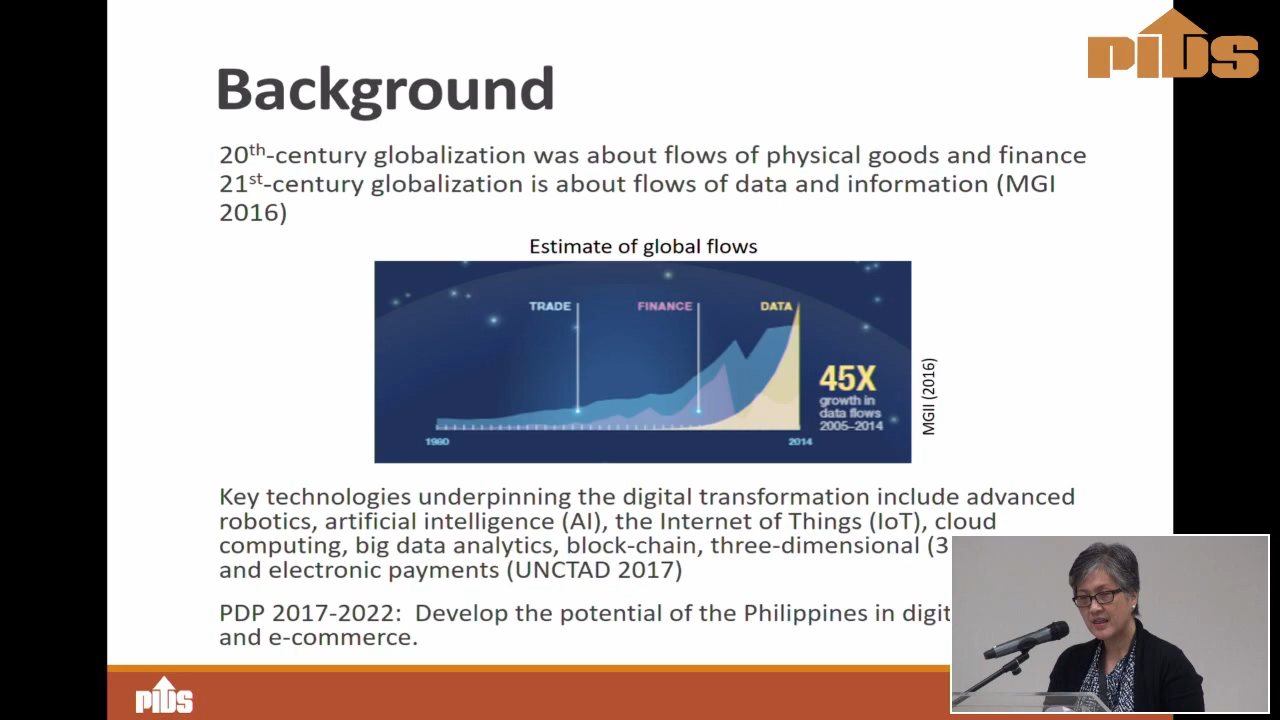 PIDS
Background
20th-century globalization was about flows of physical goods and finance
21st-century globalization is about flows of data and information (MGI
2016)
Estimate of global flows
TRADE
FINANCE
DATA
45X
growth in
data flows
2005–2014
1980
2014
MGII (2016)
Key technologies underpinning the digital transformation include advanced
robotics, artificial intelligence (AI), the Internet of Things (IoT), cloud
computing, big data analytics, block-chain, three-dimensional (3
and electronic payments (UNCTAD 2017)
PDP 2017-2022: Develop the potential of the Philippines in digit
and e-commerce.
PIDS